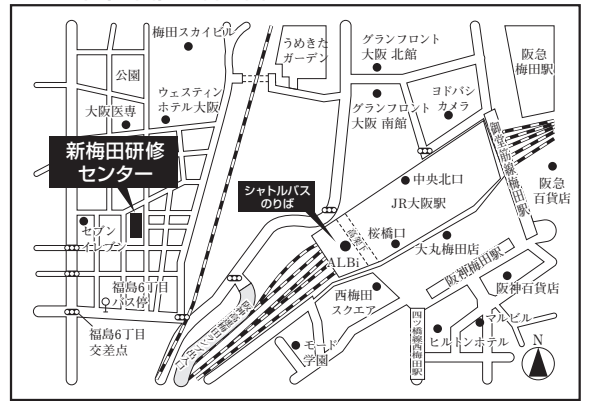 梅田スカイビル
うめきた
ガーデン
グランフロント
大阪 北館
阪急
梅田駅
公園
ウェスティン
ホテル大阪
大阪医専
グランフロント
大阪 南館
ヨドバシ
カメラ
新梅田研修
センター
御堂筋線梅田駅
シャトルバス
のりば
中央北口
JR大阪駅
阪急
百貨店
セブン
イレブン
桜橋口
高架下
ALBi
大丸梅田店
阪神梅田駅
福島6丁目
バス停
西梅田
スクエア
阪神百貨店
福島6丁目
交差点
モード
学園
四ツ橋線西梅田駅
マルビル
ヒルトンホテル
N